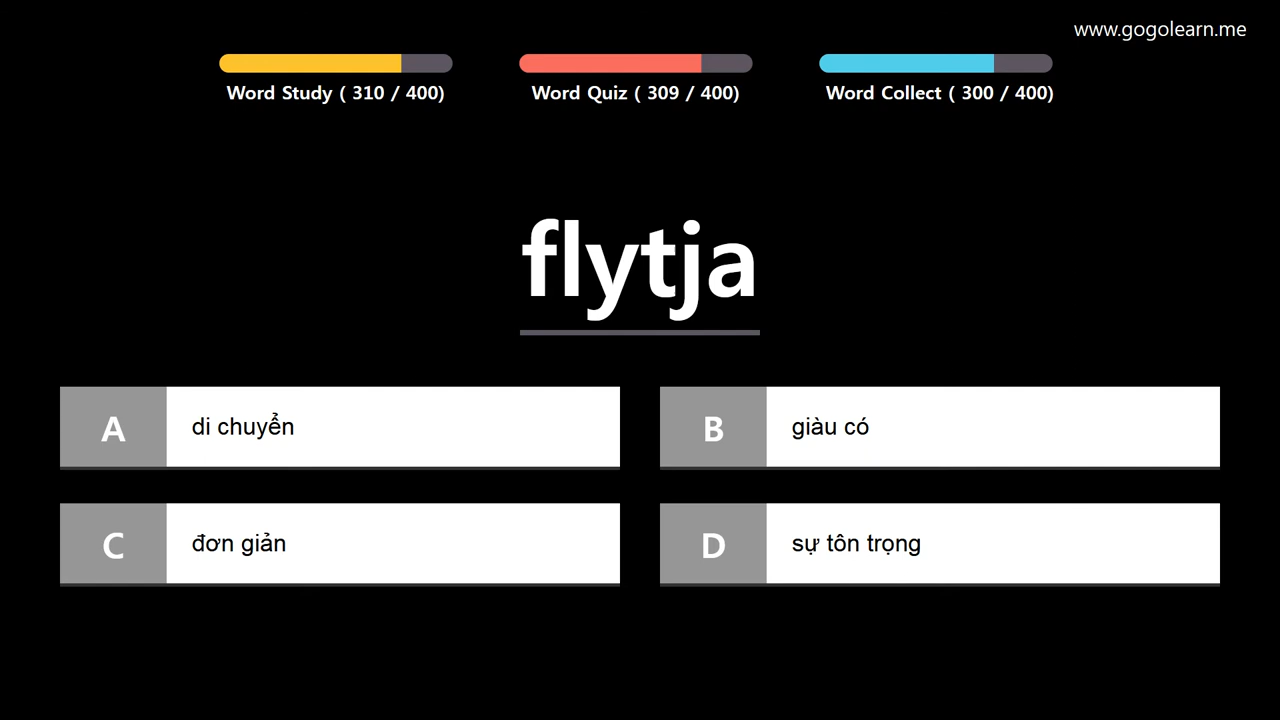 www.gogolearn.me
Word Study ( 310 / 400)
Word Quiz ( 309 / 400)
Word Collect ( 300 / 400)
flytja
A di chuyển
B giàu có
C đơn giản
D sự tôn trọng